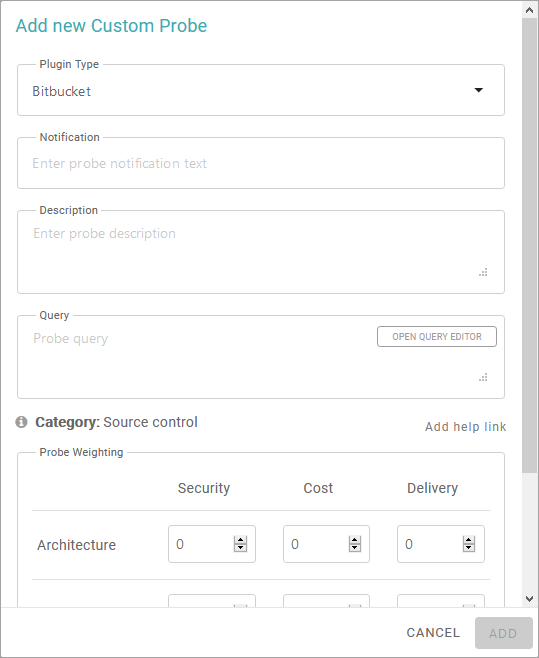 Add new Custom Probe
Plugin Type
Bitbucket
Notification
Enter probe notification text
Description
Enter probe description
Query
Probe query
OPEN QUERY EDITOR
Category: Source control
Add help link
Probe Weighting
Security Cost Delivery
Architecture 0 0 0
CANCEL ADD